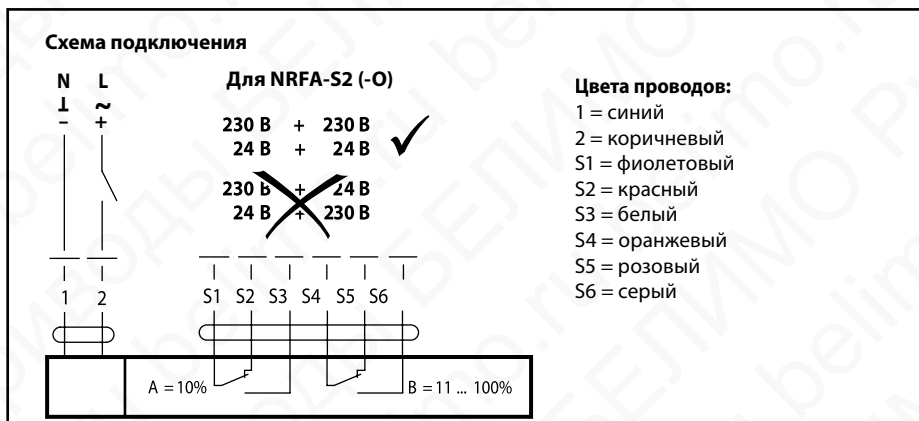 Схема подключения
N L
Для NRFA-S2 (-O)
⊥ ~
- +
230 В + 230 В
24 В + 24 В
230 В + 24 В
24 В + 230 В
Цвета проводов:
1 = синий
2 = коричневый
S1 = фиолетовый
S2 = красный
S3 = белый
S4 = оранжевый
S5 = розовый
S6 = серый
1 2 S1 S2 S3 S4 S5 S6
A = 10% B = 11 ... 100%